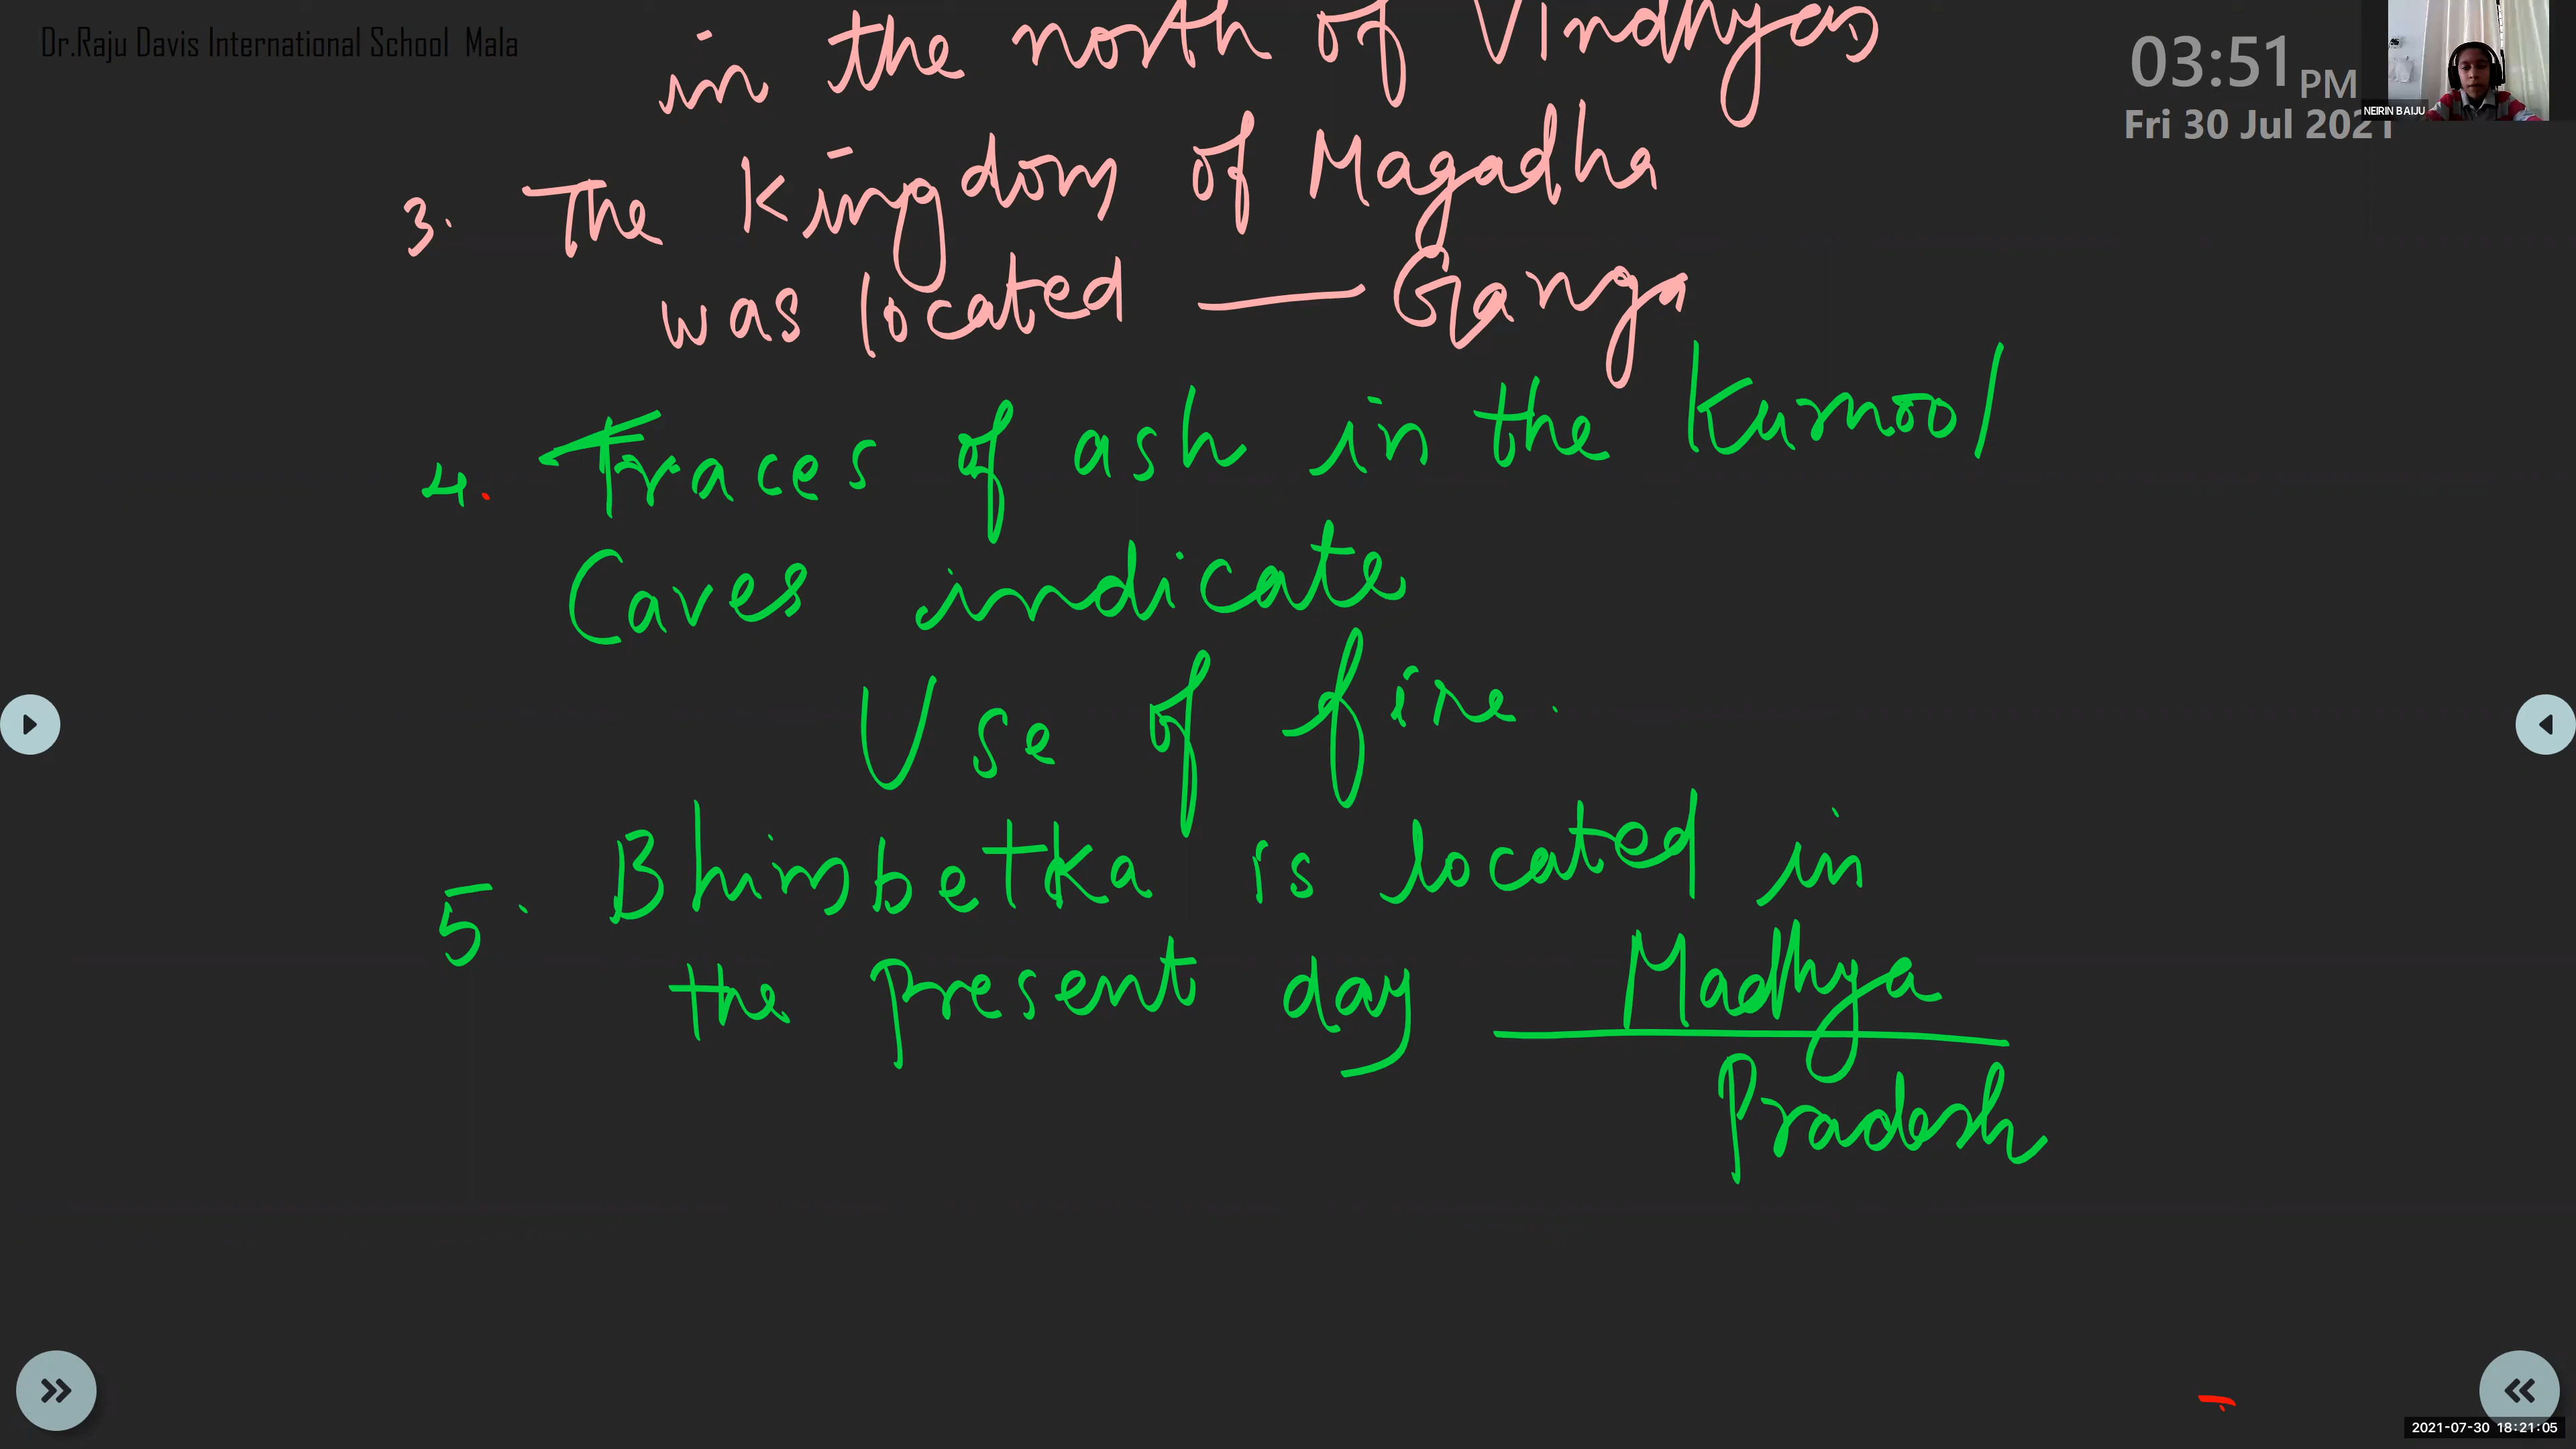 Dr.Raju Davis International School Mala
03:51 PM
Fri 30 Jul 2021
NEIRIN BAIJU
in the north of Vindhyas
3. The Kingdom of Magadha
was located — Ganga
4. Traces of ash in the Kurnool
Caves indicate
Use of fire.
5. Bhimbetka is located in
the present day Madhya
Pradesh
2021-07-30 18:21:05